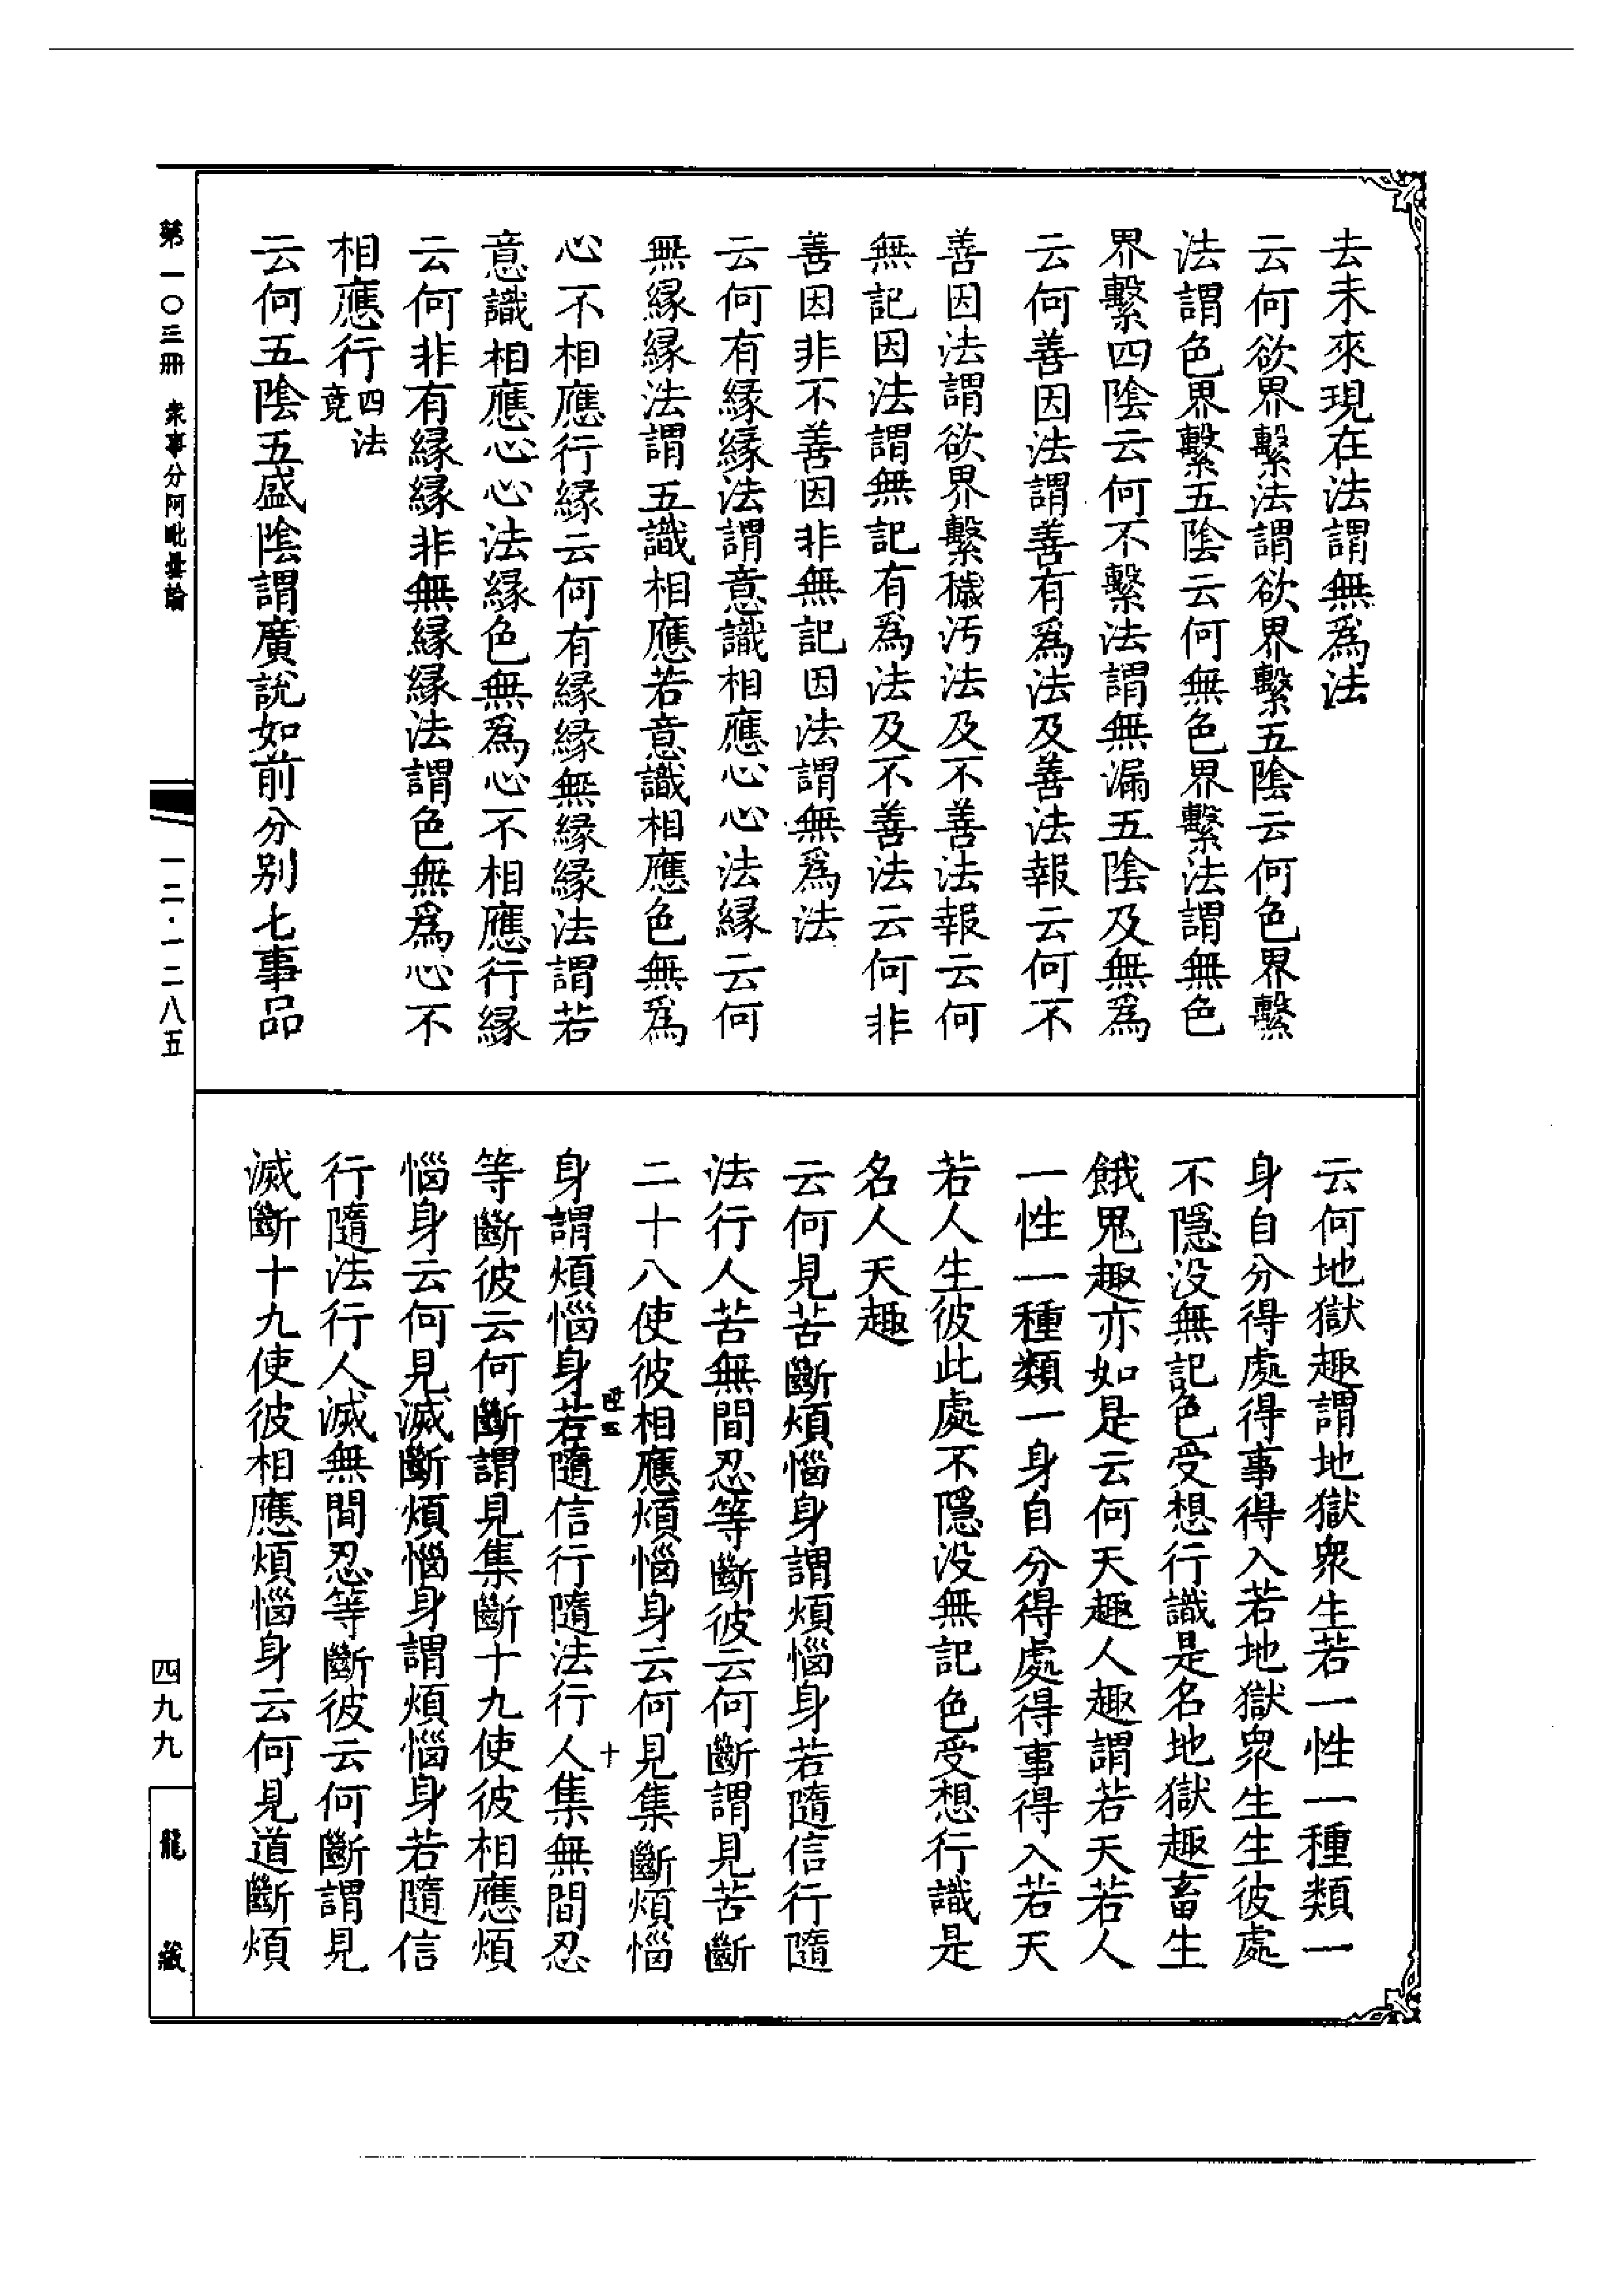 去未來現在法謂無爲法
云何欲界繫法謂欲界繫五陰云何色界繫
法謂色界繫五陰云何無色界繫法謂無色
界繫四陰云何不繫法謂無漏五陰及無爲
云何善因法謂善有爲法及善法報云何不
善因法謂欲界繫穢汚法及不善法報云何
無記因法謂無記有爲法及不善法云何非
善因非不善因非無記因法謂無爲法
云何有緣緣法謂意識相應心心法緣云何
無緣緣法謂五識相應若意識相應色無爲
心不相應行緣云何有緣緣無緣緣法謂若
意識相應心心法緣色無爲心不相應行緣
云何非有緣緣非無緣緣法謂色無爲心不
相應行四法竟
云何五陰五盛陰謂廣說如前分別七事品
云何地獄趣謂地獄衆生若一性一種類一
身自分得處得事得入若地獄衆生生彼處
不隱没無記色受想行識是名地獄趣畜生
餓鬼趣亦如是云何天趣人趣謂若天若人
一性一種類一身自分得處得事得入若天
若人生彼此處不隱没無記色受想行識是
名人天趣
云何見苦斷煩惱身謂煩惱身若隨信行隨
法行人苦無間忍等斷彼云何斷謂見苦斷
二十八使彼相應煩惱身云何見集斷煩惱
十
身謂煩惱身若隨信行隨法行人集無間忍
等斷彼云何斷謂見集斷十九使彼相應煩
惱身云何見滅斷煩惱身謂煩惱身若隨信
行隨法行人滅無間忍等斷彼云何斷謂見
滅斷十九使彼相應煩惱身云何見道斷煩
第一〇三冊 衆事分阿毗曇論
一二·一二八五
四九九
龍藏